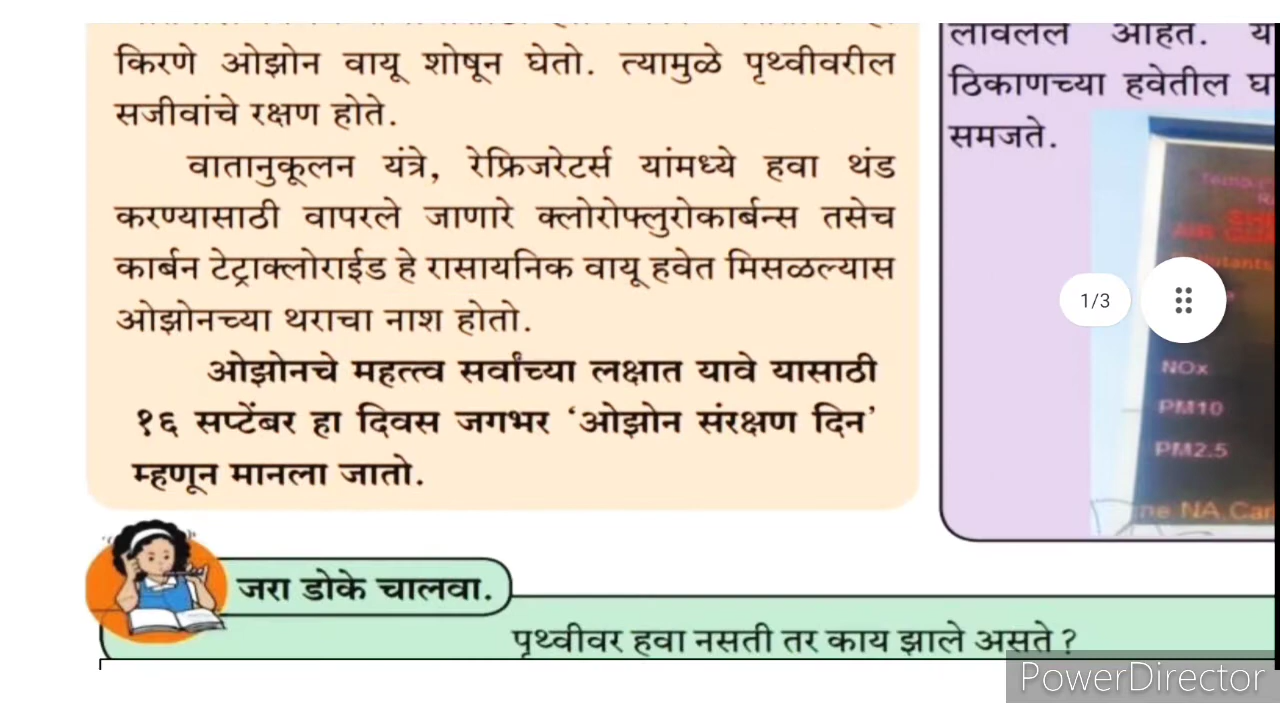 किरणे ओझोन वायू शोषून घेतो. त्यामुळे पृथ्वीवरील
सजीवांचे रक्षण होते.
वातानुकूलन यंत्रे, रेफ्रिजरेटर्स यांमध्ये हवा थंड
करण्यासाठी वापरले जाणारे क्लोरोफ्लुरोकार्बन्स तसेच
कार्बन टेट्राक्लोराईड हे रासायनिक वायू हवेत मिसळल्यास
ओझोनच्या थराचा नाश होतो.
ओझोनचे महत्त्व सर्वांच्या लक्षात यावे यासाठी
१६ सप्टेंबर हा दिवस जगभर ‘ओझोन संरक्षण दिन’
म्हणून मानला जातो.
लावलेले आहेत. य
ठिकाणच्या हवेतील घ
समजते.
1/3
NOx
PM10
PM2.5
जरा डोके चालवा.
पृथ्वीवर हवा नसती तर काय झाले असते ?
PowerDirector